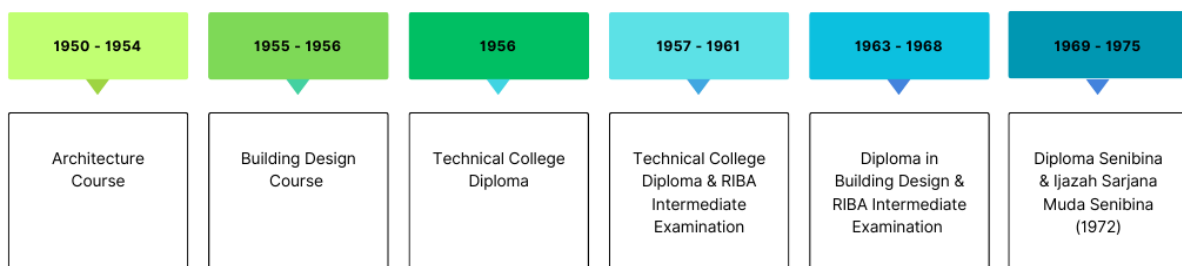 1950 - 1954
1955 - 1956
1956
1957 - 1961
1963 - 1968
1969 - 1975
Architecture
Course
Building Design
Course
Technical College
Diploma
Technical College
Diploma & RIBA
Intermediate
Examination
Diploma in
Building Design &
RIBA Intermediate
Examination
Diploma Senibina
& Ijazah Sarjana
Muda Senibina
(1972)